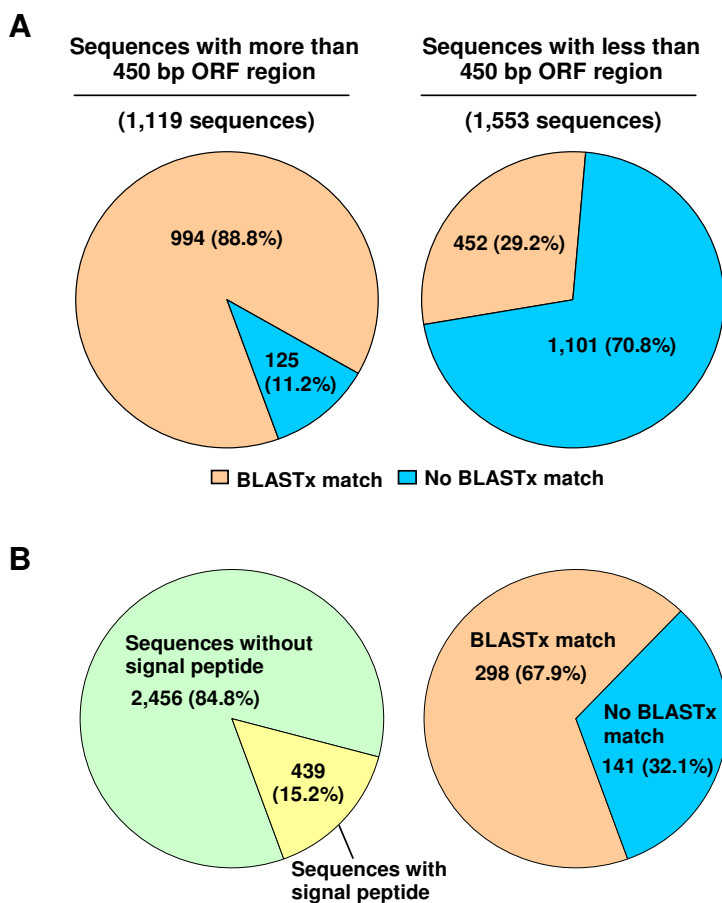 A
Sequences with more than
450 bp ORF region
(1,119 sequences)
Sequences with less than
450 bp ORF region
(1,553 sequences)
994 (88.8%)
125
(11.2%)
452 (29.2%)
1,101 (70.8%)
BLASTx match
No BLASTx match
B
Sequences without
signal peptide
2,456 (84.8%)
439
(15.2%)
Sequences with
signal peptide
BLASTx match
298 (67.9%)
No BLASTx
match
141 (32.1%)